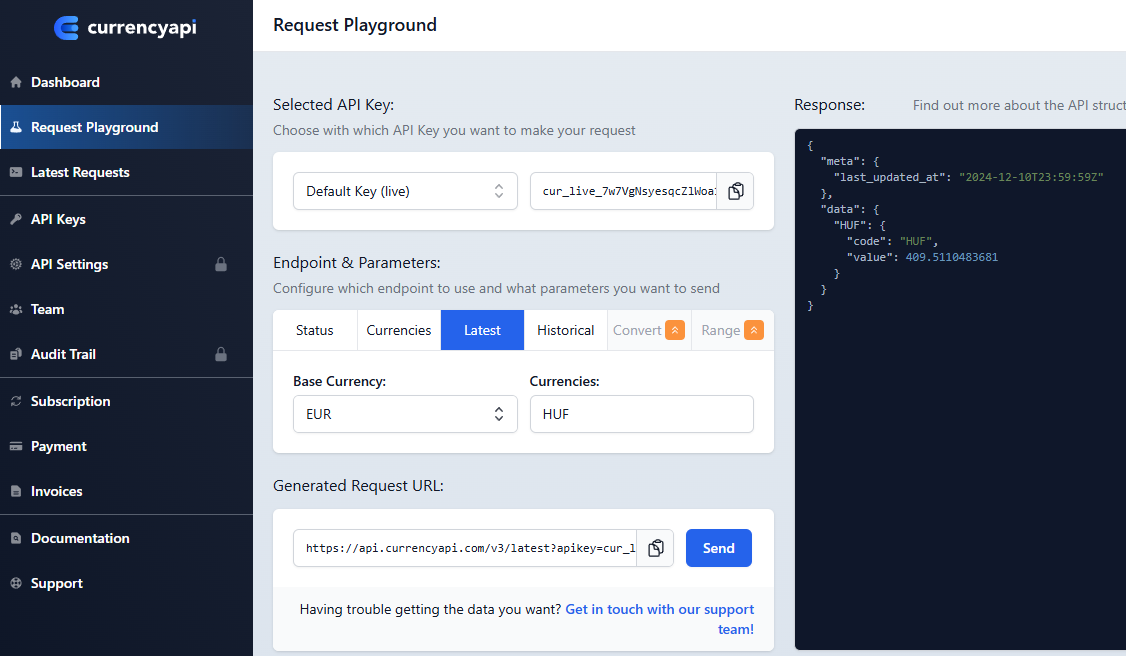 currencyapi
Dashboard
Request Playground
Latest Requests
API Keys
API Settings
Team
Audit Trail
Subscription
Payment
Invoices
Documentation
Support
Request Playground
Selected API Key:
Choose with which API Key you want to make your request
Default Key (live)
cur_live_7w7VgNsyesqcZlWoa
Endpoint & Parameters:
Configure which endpoint to use and what parameters you want to send
Status Currencies Latest Historical Convert Range
Base Currency: Currencies:
EUR HUF
Generated Request URL:
https://api.currencyapi.com/v3/latest?apikey=cur_l
Send
Having trouble getting the data you want? Get in touch with our support
team!
Response: Find out more about the API struct
{
"meta": {
"last_updated_at": "2024-12-10T23:59:59Z"
},
"data": {
"HUF": {
"code": "HUF",
"value": 409.5110483681
}
}
}